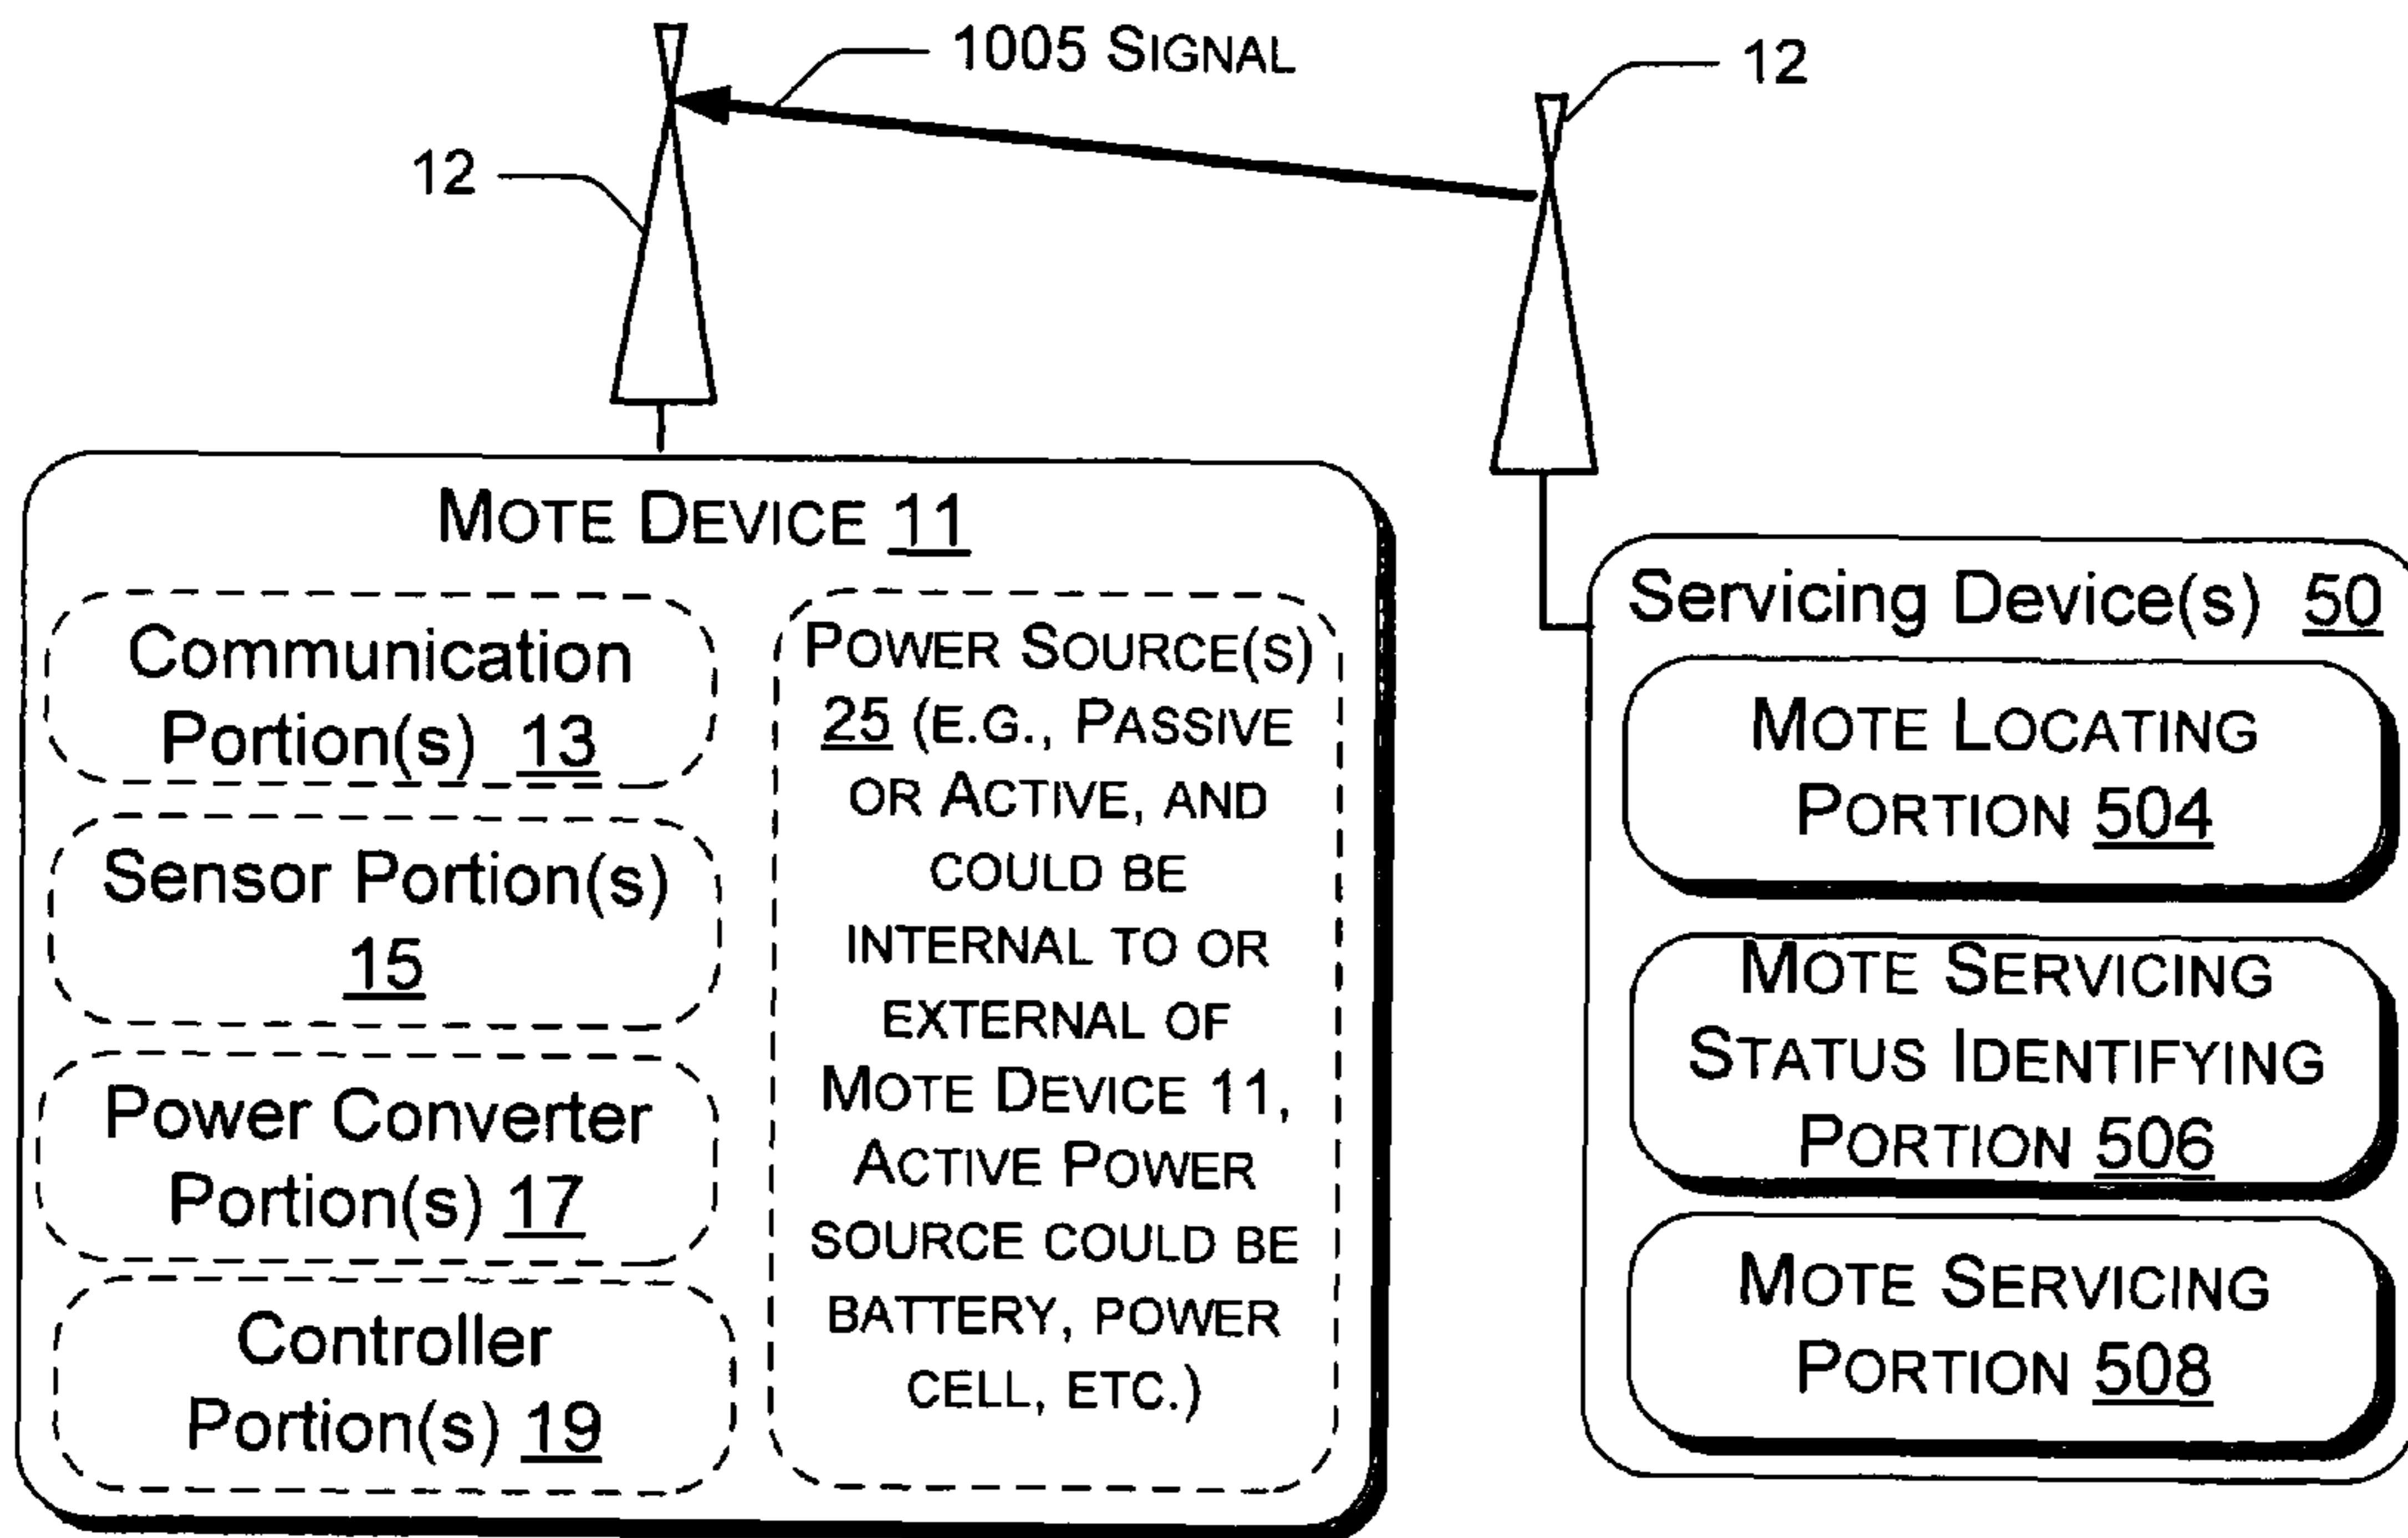 1005 SIGNAL
12
12
MOTE DEVICE 11
Communication
Portion(s) 13
Sensor Portion(s)
15
Power Converter
Portion(s) 17
Controller
Portion(s) 19
POWER SOURCE(S)
25 (E.G., PASSIVE
OR ACTIVE, AND
COULD BE
INTERNAL TO OR
EXTERNAL OF
MOTE DEVICE 11,
ACTIVE POWER
SOURCE COULD BE
BATTERY, POWER
CELL, ETC.)
Servicing Device(s) 50
MOTE LOCATING
PORTION 504
MOTE SERVICING
STATUS IDENTIFYING
PORTION 506
MOTE SERVICING
PORTION 508